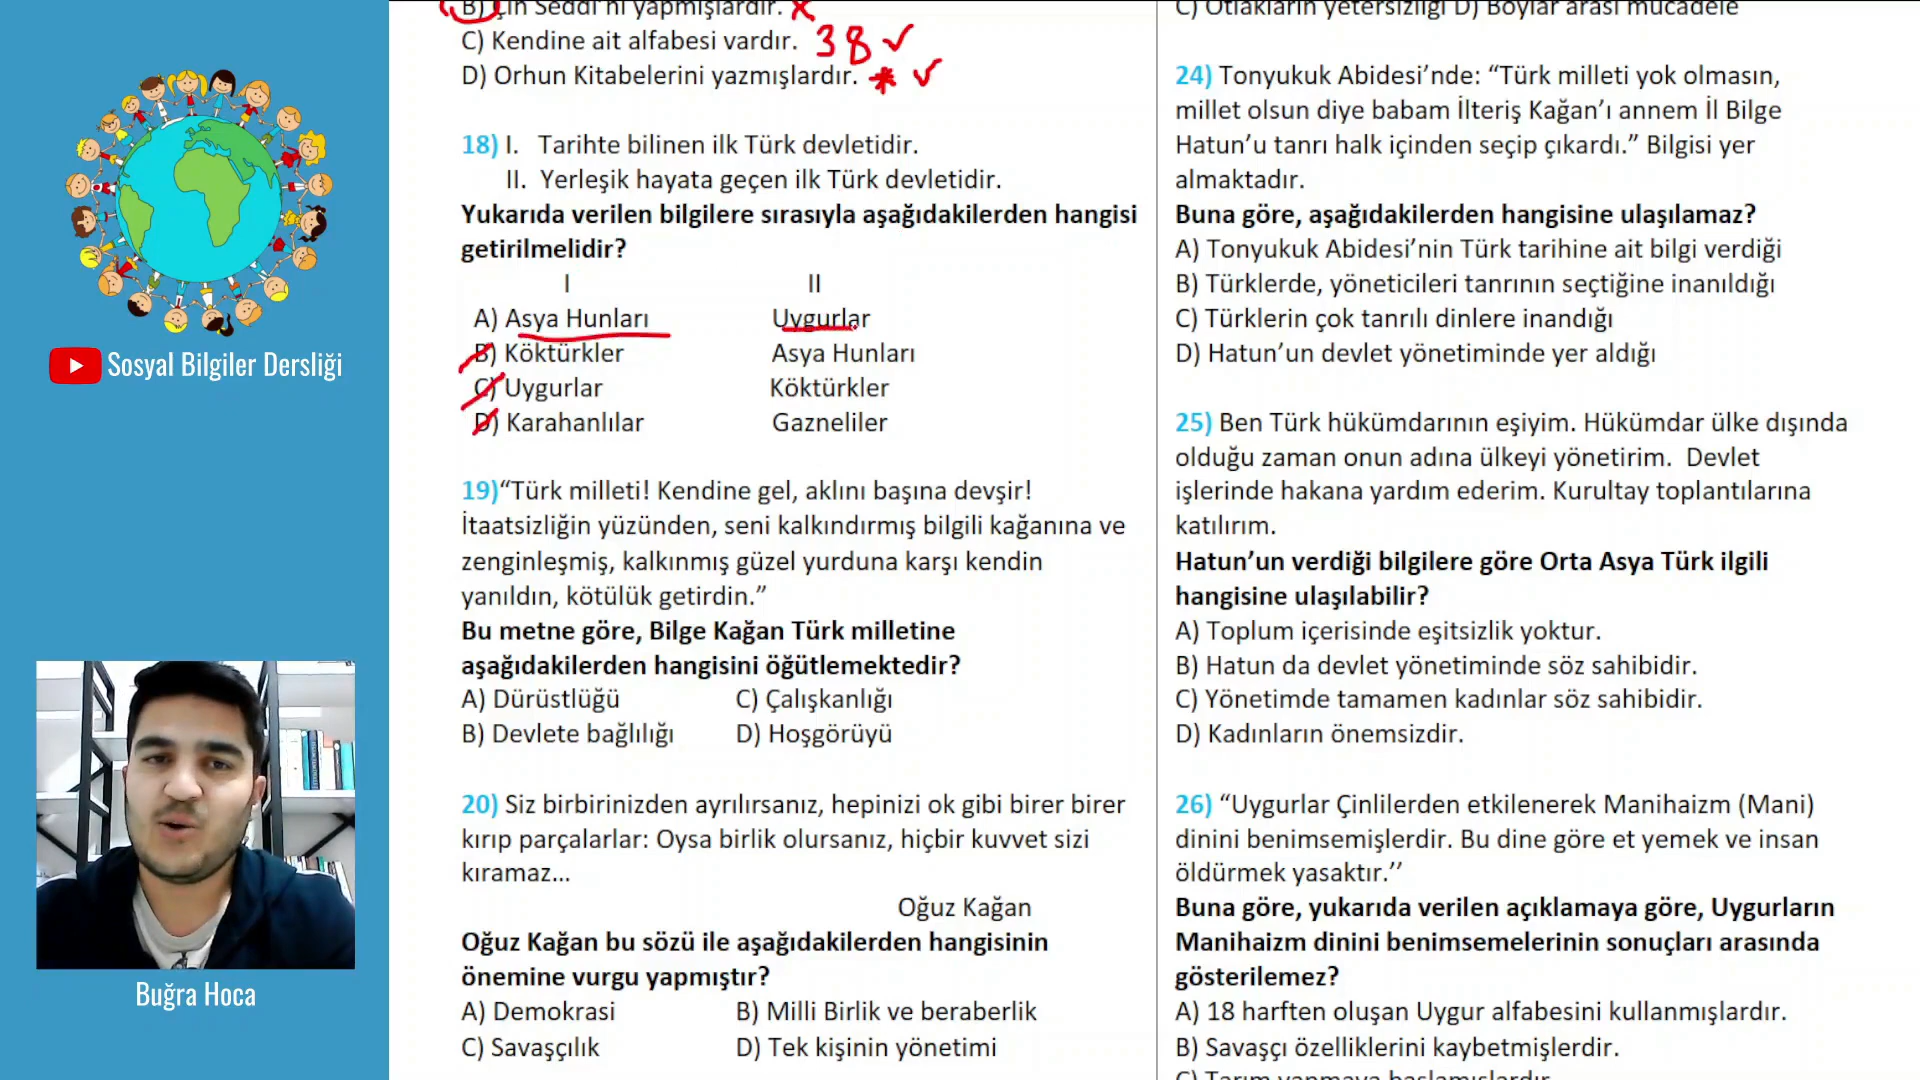 Sosyal Bilgiler Dersliği
Buğra Hoca
B) Çin Seddi'ni yapmışlardır.
C) Kendine ait alfabesi vardır. 38
D) Orhun Kitabelerini yazmışlardır.
18) I. Tarihte bilinen ilk Türk devletidir.
II. Yerleşik hayata geçen ilk Türk devletidir.
Yukarıda verilen bilgilere sırasıyla aşağıdakilerden hangisi
getirilmelidir?
I II
A) Asya Hunları Uygurlar
B) Köktürkler Asya Hunları
C) Uygurlar Köktürkler
D) Karahanlılar Gazneliler
19)“Türk milleti! Kendine gel, aklını başına devşir!
İtaatsizliğin yüzünden, seni kalkındırmış bilgili kağanına ve
zenginleşmiş, kalkınmış güzel yurduna karşı kendin
yanıldın, kötülük getirdin.”
Bu metne göre, Bilge Kağan Türk milletine
aşağıdakilerden hangisini öğütlemektedir?
A) Dürüstlüğü C) Çalışkanlığı
B) Devlete bağlılığı D) Hoşgörüyü
20) Siz birbirinizden ayrılırsanız, hepinizi ok gibi birer birer
kırıp parçalarlar: Oysa birlik olursanız, hiçbir kuvvet sizi
kıramaz...
Oğuz Kağan
Oğuz Kağan bu sözü ile aşağıdakilerden hangisinin
önemine vurgu yapmıştır?
A) Demokrasi B) Milli Birlik ve beraberlik
C) Savaşçılık D) Tek kişinin yönetimi
C) Otlakların yetersizliği D) Boylar arası mücadele
24) Tonyukuk Abidesi’nde: “Türk milleti yok olmasın,
millet olsun diye babam İlteriş Kağan’ı annem İl Bilge
Hatun’u tanrı halk içinden seçip çıkardı.” Bilgisi yer
almaktadır.
Buna göre, aşağıdakilerden hangisine ulaşılamaz?
A) Tonyukuk Abidesi’nin Türk tarihine ait bilgi verdiği
B) Türklerde, yöneticileri tanrının seçtiğine inanıldığı
C) Türklerin çok tanrılı dinlere inandığı
D) Hatun’un devlet yönetiminde yer aldığı
25) Ben Türk hükümdarının eşiyim. Hükümdar ülke dışında
olduğu zaman onun adına ülkeyi yönetirim. Devlet
işlerinde hakana yardım ederim. Kurultay toplantılarına
katılırım.
Hatun’un verdiği bilgilere göre Orta Asya Türk ilgili
hangisine ulaşılabilir?
A) Toplum içerisinde eşitsizlik yoktur.
B) Hatun da devlet yönetiminde söz sahibidir.
C) Yönetimde tamamen kadınlar söz sahibidir.
D) Kadınların önemsizdir.
26) “Uygurlar Çinlilerden etkilenerek Manihaizm (Mani)
dinini benimsemişlerdir. Bu dine göre et yemek ve insan
öldürmek yasaktır.’’
Buna göre, yukarıda verilen açıklamaya göre, Uygurların
Manihaizm dinini benimsemelerinin sonuçları arasında
gösterilemez?
A) 18 harften oluşan Uygur alfabesini kullanmışlardır.
B) Savaşçı özelliklerini kaybetmişlerdir.
C) Tarım yapmaya başlamışlardır.